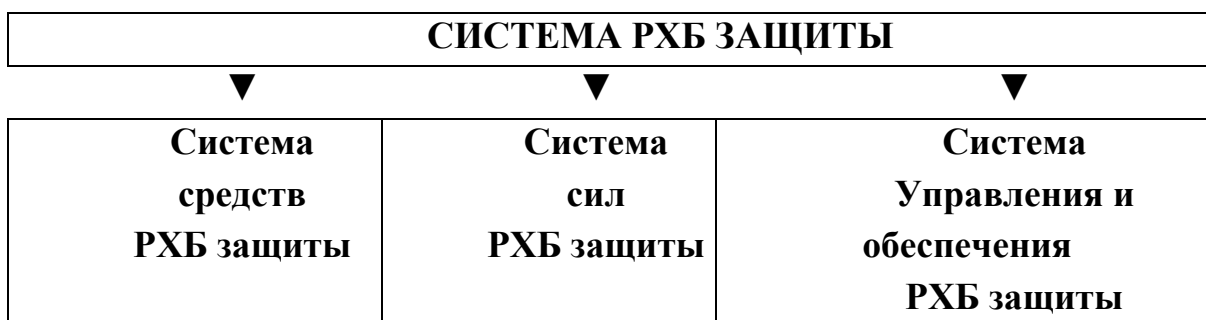 СИСТЕМА РХБ ЗАЩИТЫ
Система
средств
РХБ защиты
Система
сил
РХБ защиты
Система
Управления и
обеспечения
РХБ защиты